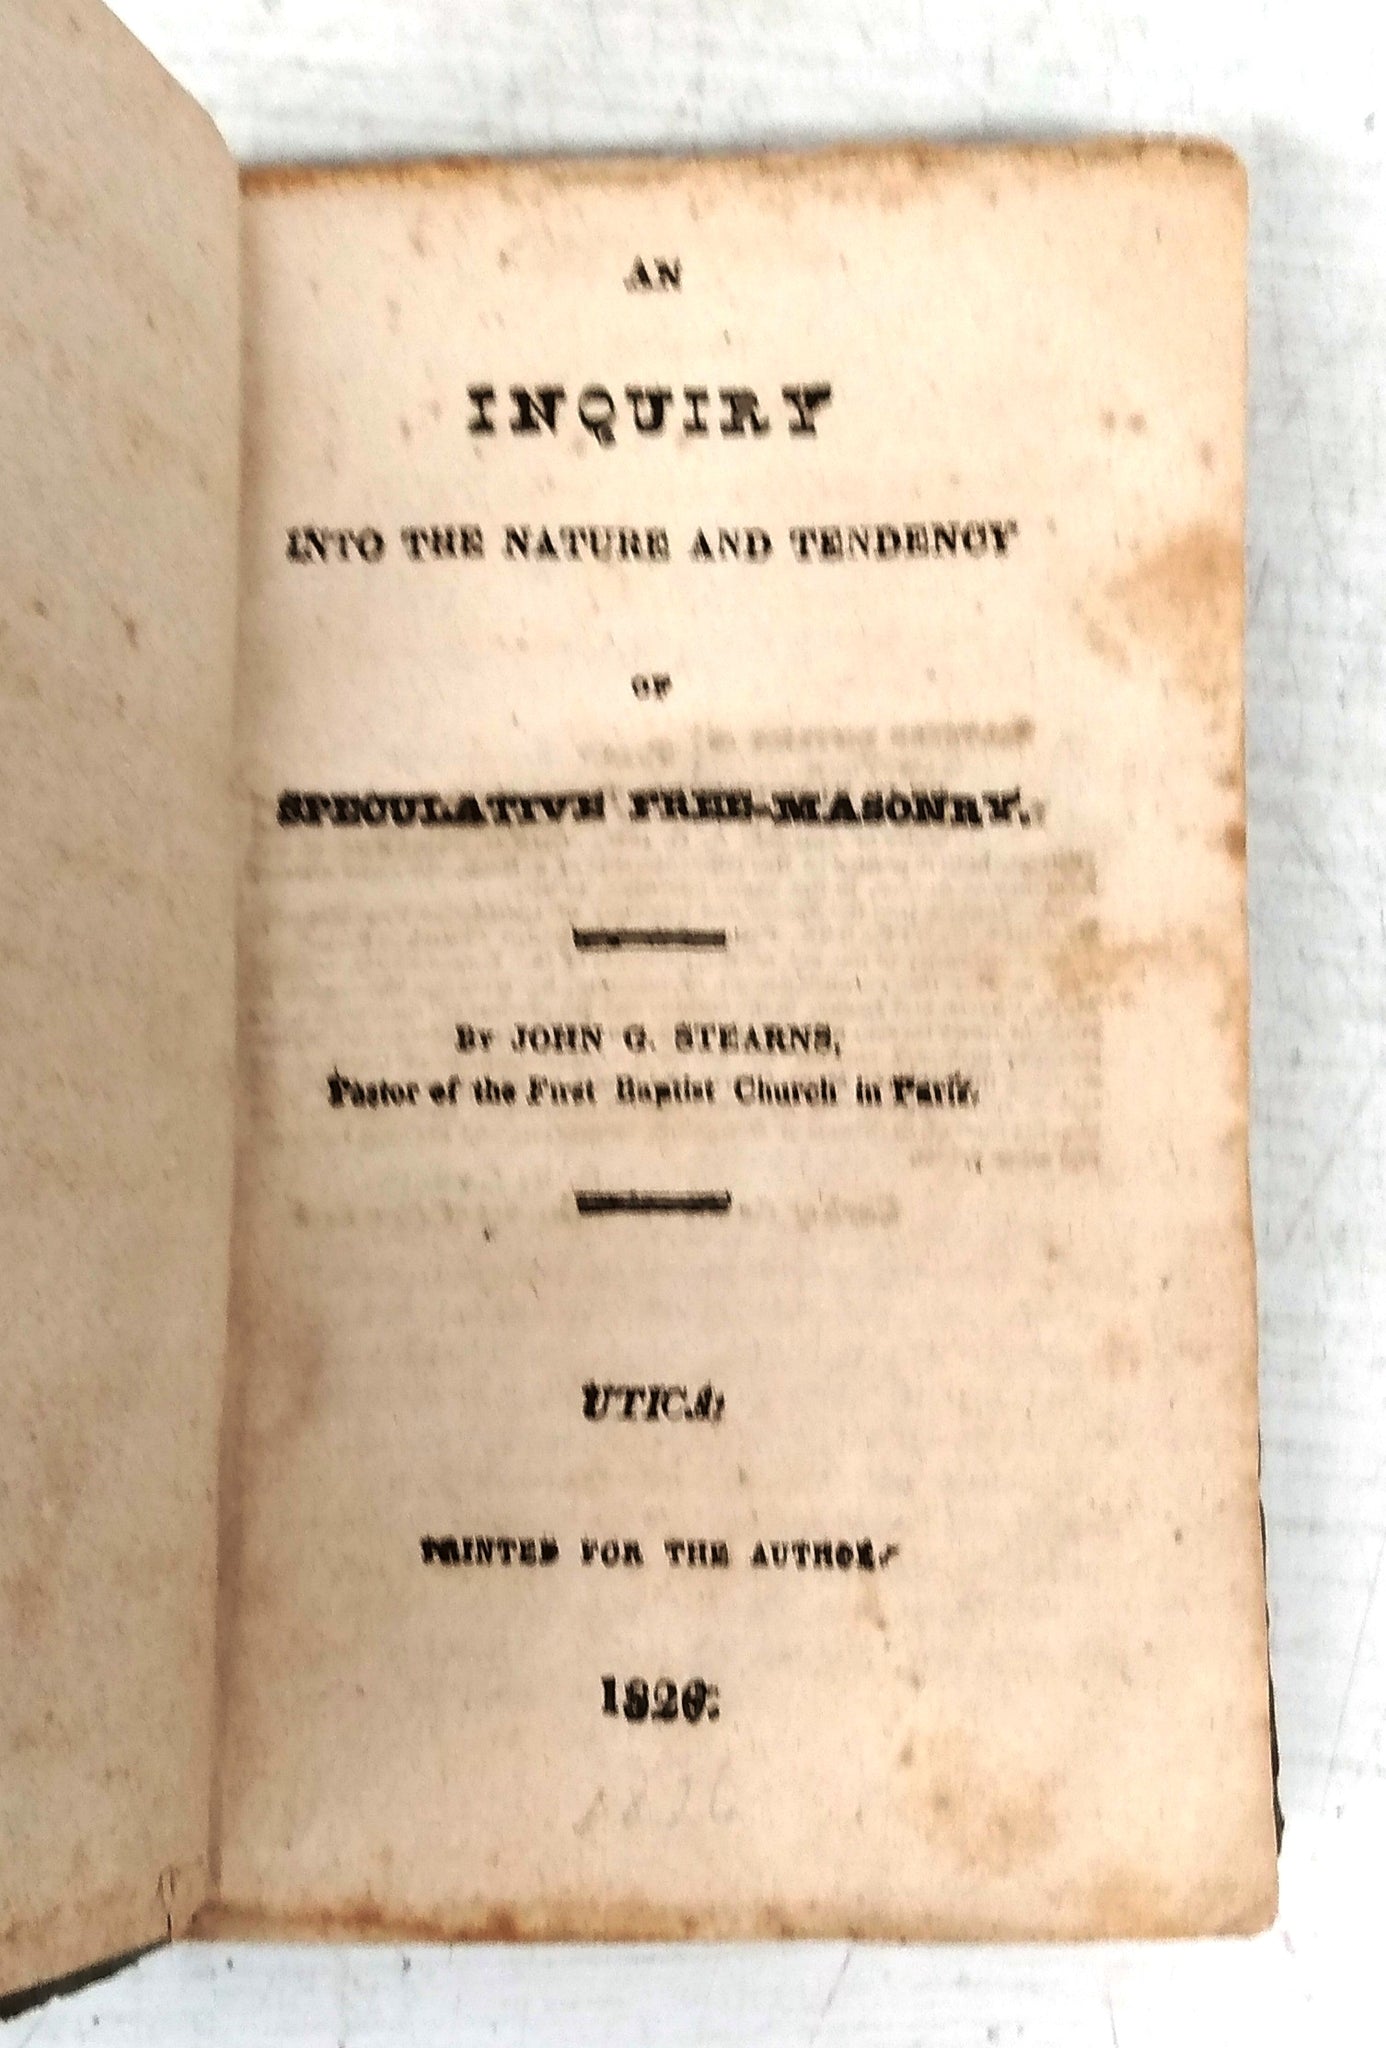 AN
INQUIRY
INTO THE NATURE AND TENDENCY
OF
SPECULATIVE FREE-MASONRY.
By JOHN G. STEARNS,
Pastor of the First Baptist Church in Paris.
UTICA:
PRINTED FOR THE AUTHOR.
1826.
1826